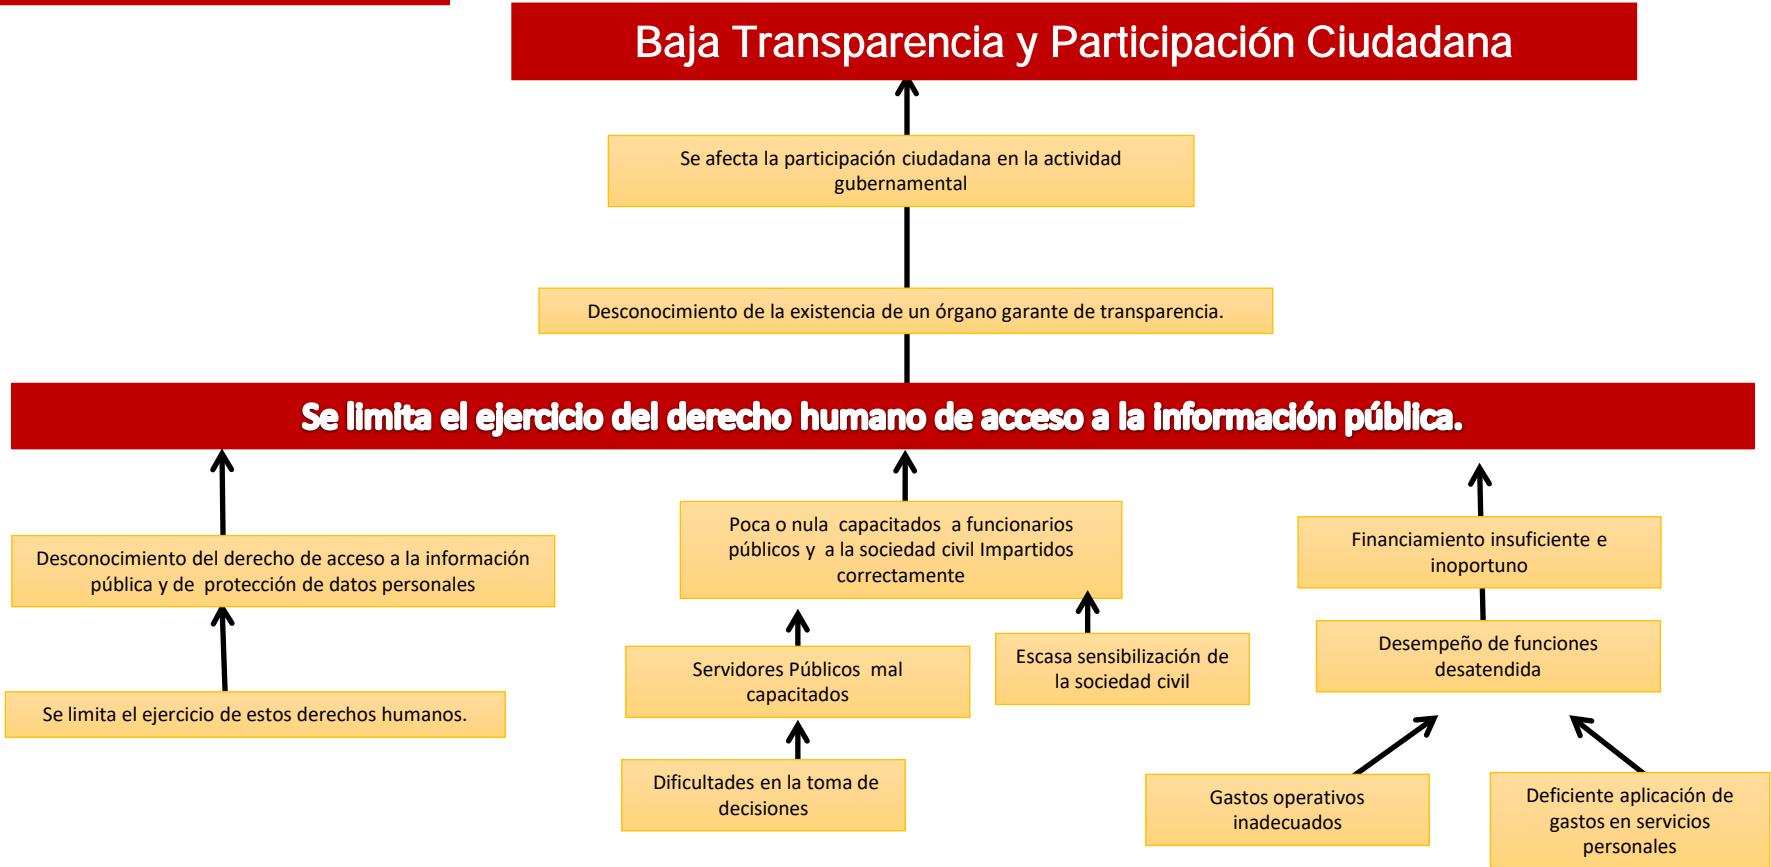 Baja Transparencia y Participación Ciudadana
Se afecta la participación ciudadana en la actividad
gubernamental
Desconocimiento de la existencia de un órgano garante de transparencia.
Se limita el ejercicio del derecho humano de acceso a la información pública.
Desconocimiento del derecho de acceso a la información
pública y de protección de datos personales
Se limita el ejercicio de estos derechos humanos.
Poca o nula capacitados a funcionarios
públicos y a la sociedad civil Impartidos
correctamente
Servidores Públicos mal
capacitados
Dificultades en la toma de
decisiones
Escasa sensibilización de
la sociedad civil
Financiamiento insuficiente e
inoportuno
Desempeño de funciones
desatendida
Gastos operativos
inadecuados
Deficiente aplicación de
gastos en servicios
personales